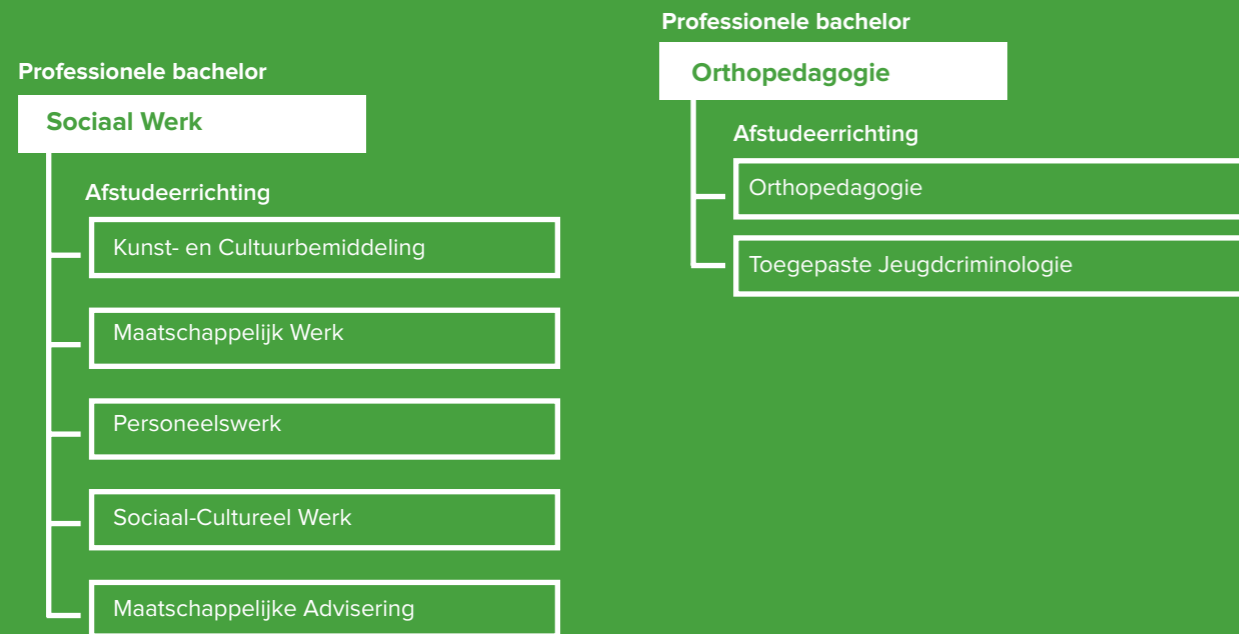 Professionele bachelor
Sociaal Werk
Afstudeerrichting
Kunst- en Cultuurbemiddeling
Maatschappelijk Werk
Personeelswerk
Sociaal-Cultureel Werk
Maatschappelijke Advisering
Professionele bachelor
Orthopedagogie
Afstudeerrichting
Orthopedagogie
Toegepaste Jeugdcriminologie